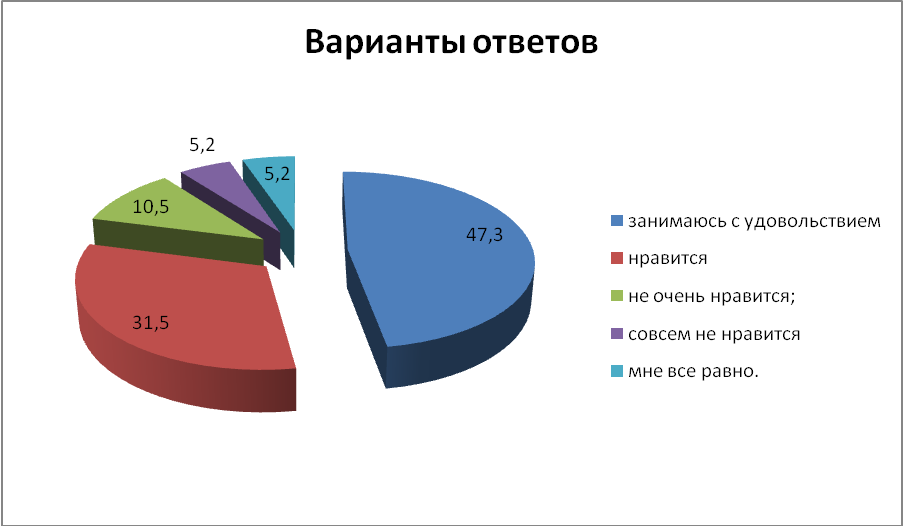 Варианты ответов
5,2
5,2
10,5
47,3
31,5
занимаюсь с удовольствием
нравится
не очень нравится;
совсем не нравится
мне все равно.